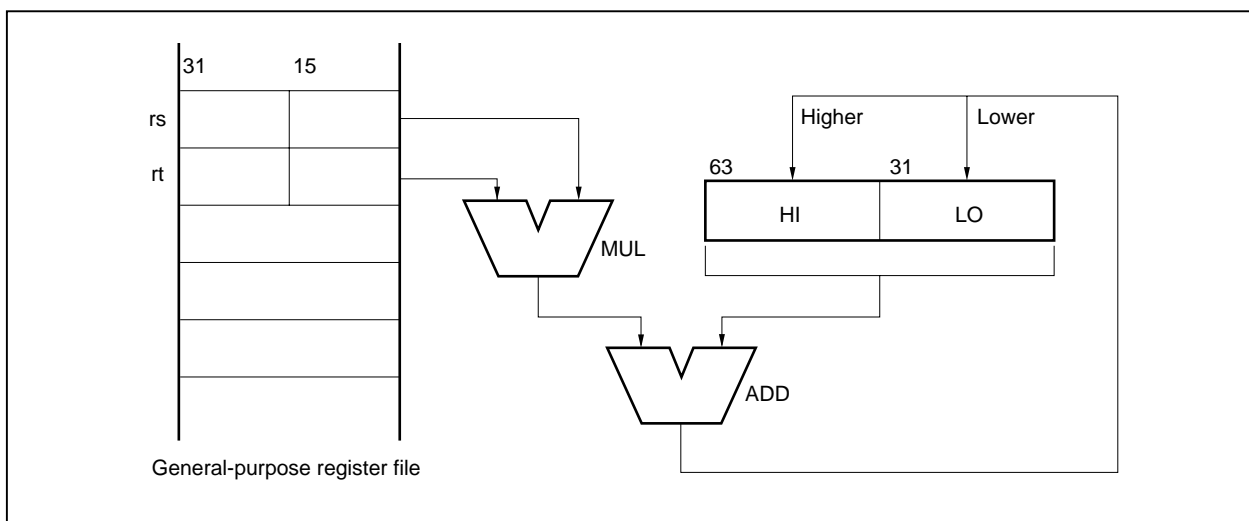 31 15
rs
rt
MUL
Higher Lower
63 31
HI LO
ADD
General-purpose register file